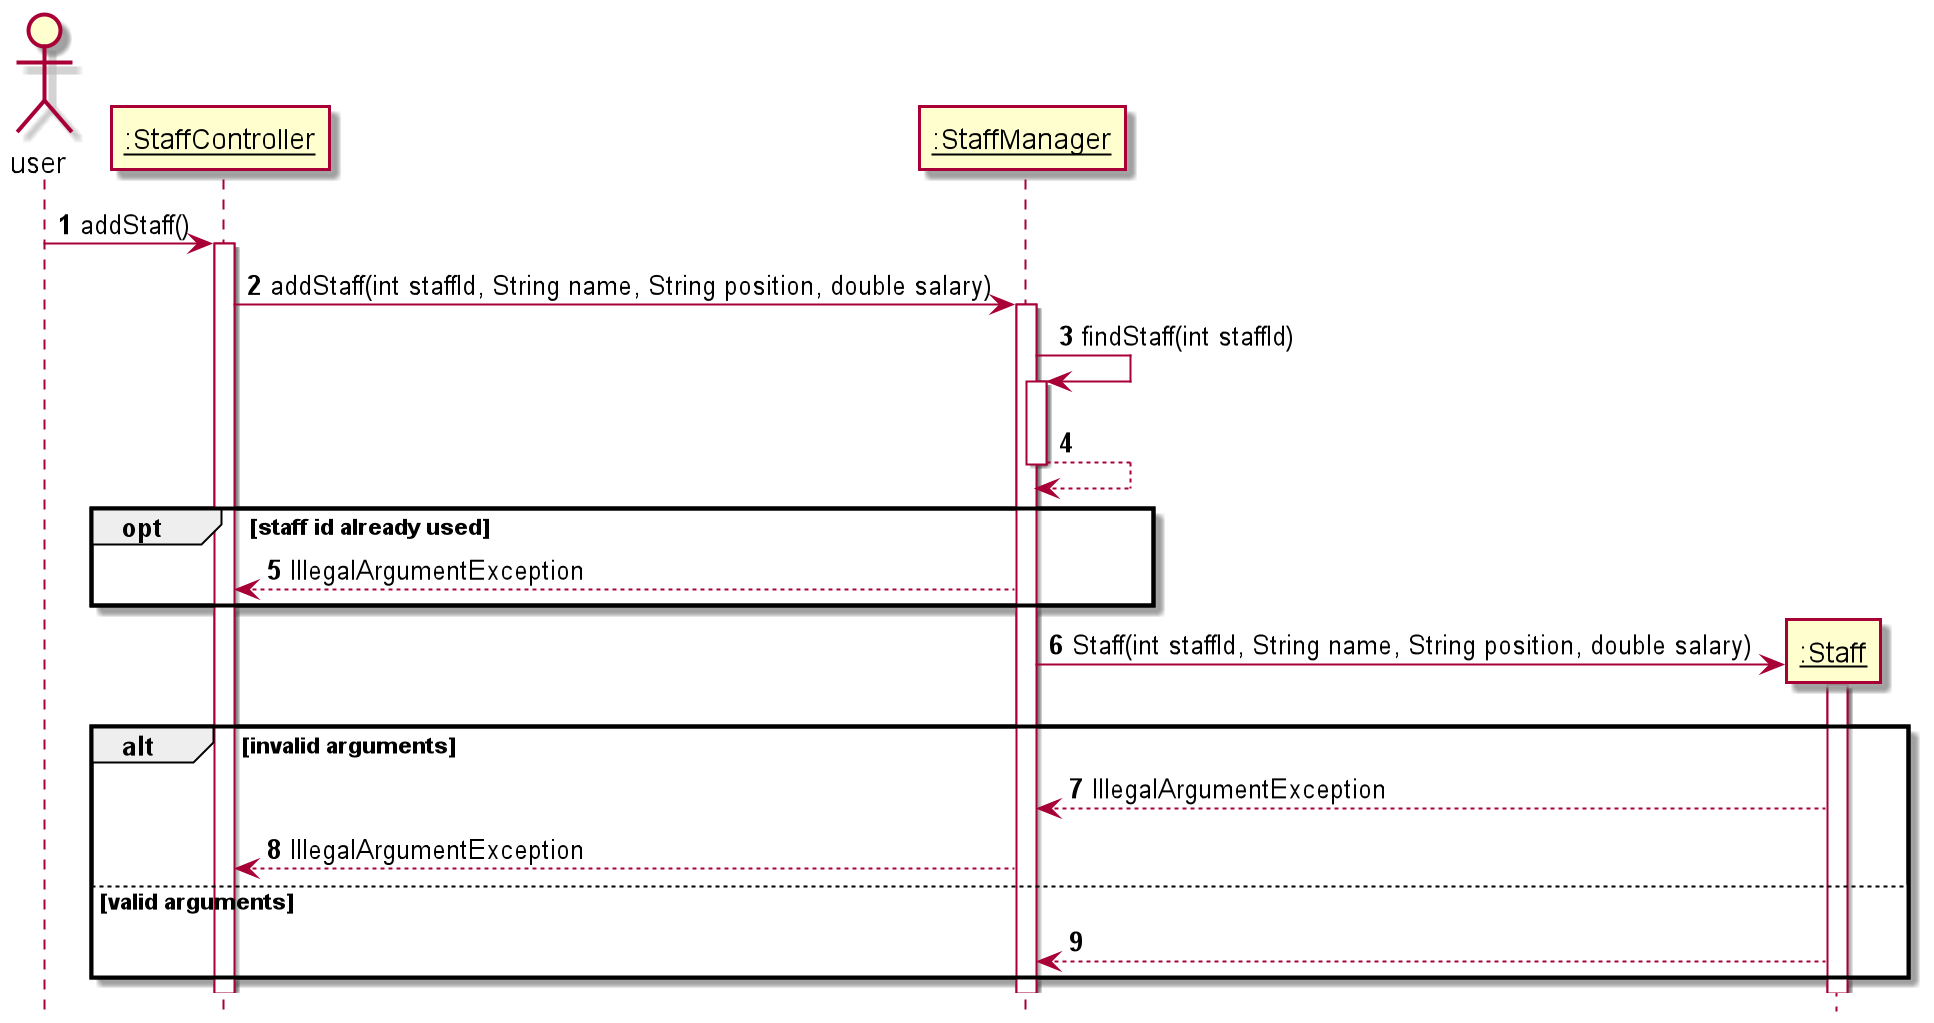 user
:StaffController
:StaffManager
1 addStaff()
2 addStaff(int staffId, String name, String position, double salary)
3 findStaff(int staffId)
4
opt [staff id already used]
5 IllegalArgumentException
6 Staff(int staffId, String name, String position, double salary)
:Staff
alt [invalid arguments]
7 IllegalArgumentException
8 IllegalArgumentException
[valid arguments]
9